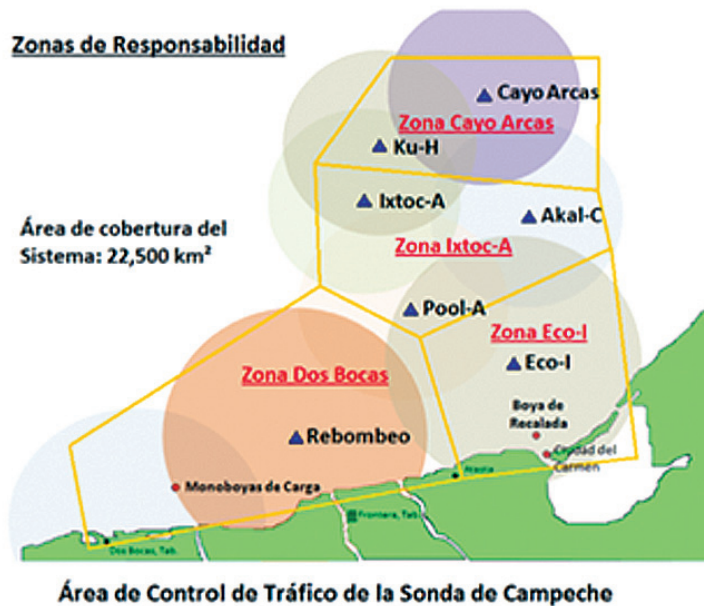 Zonas de Responsabilidad
Cayo Arcas
Zona Cayo Arcas
Ku-H
Ixtoc-A
Akal-C
Área de cobertura del
Sistema: 22,500 km²
Zona Ixtoc-A
Pool-A
Zona Eco-I
Eco-I
Zona Dos Bocas
Boya de
Recalada
Rebombeo
Ciudad del
Carmen
Monoboyas de Carga
Frontera, Tab.
Dos Bocas, Tab.
Área de Control de Tráfico de la Sonda de Campeche